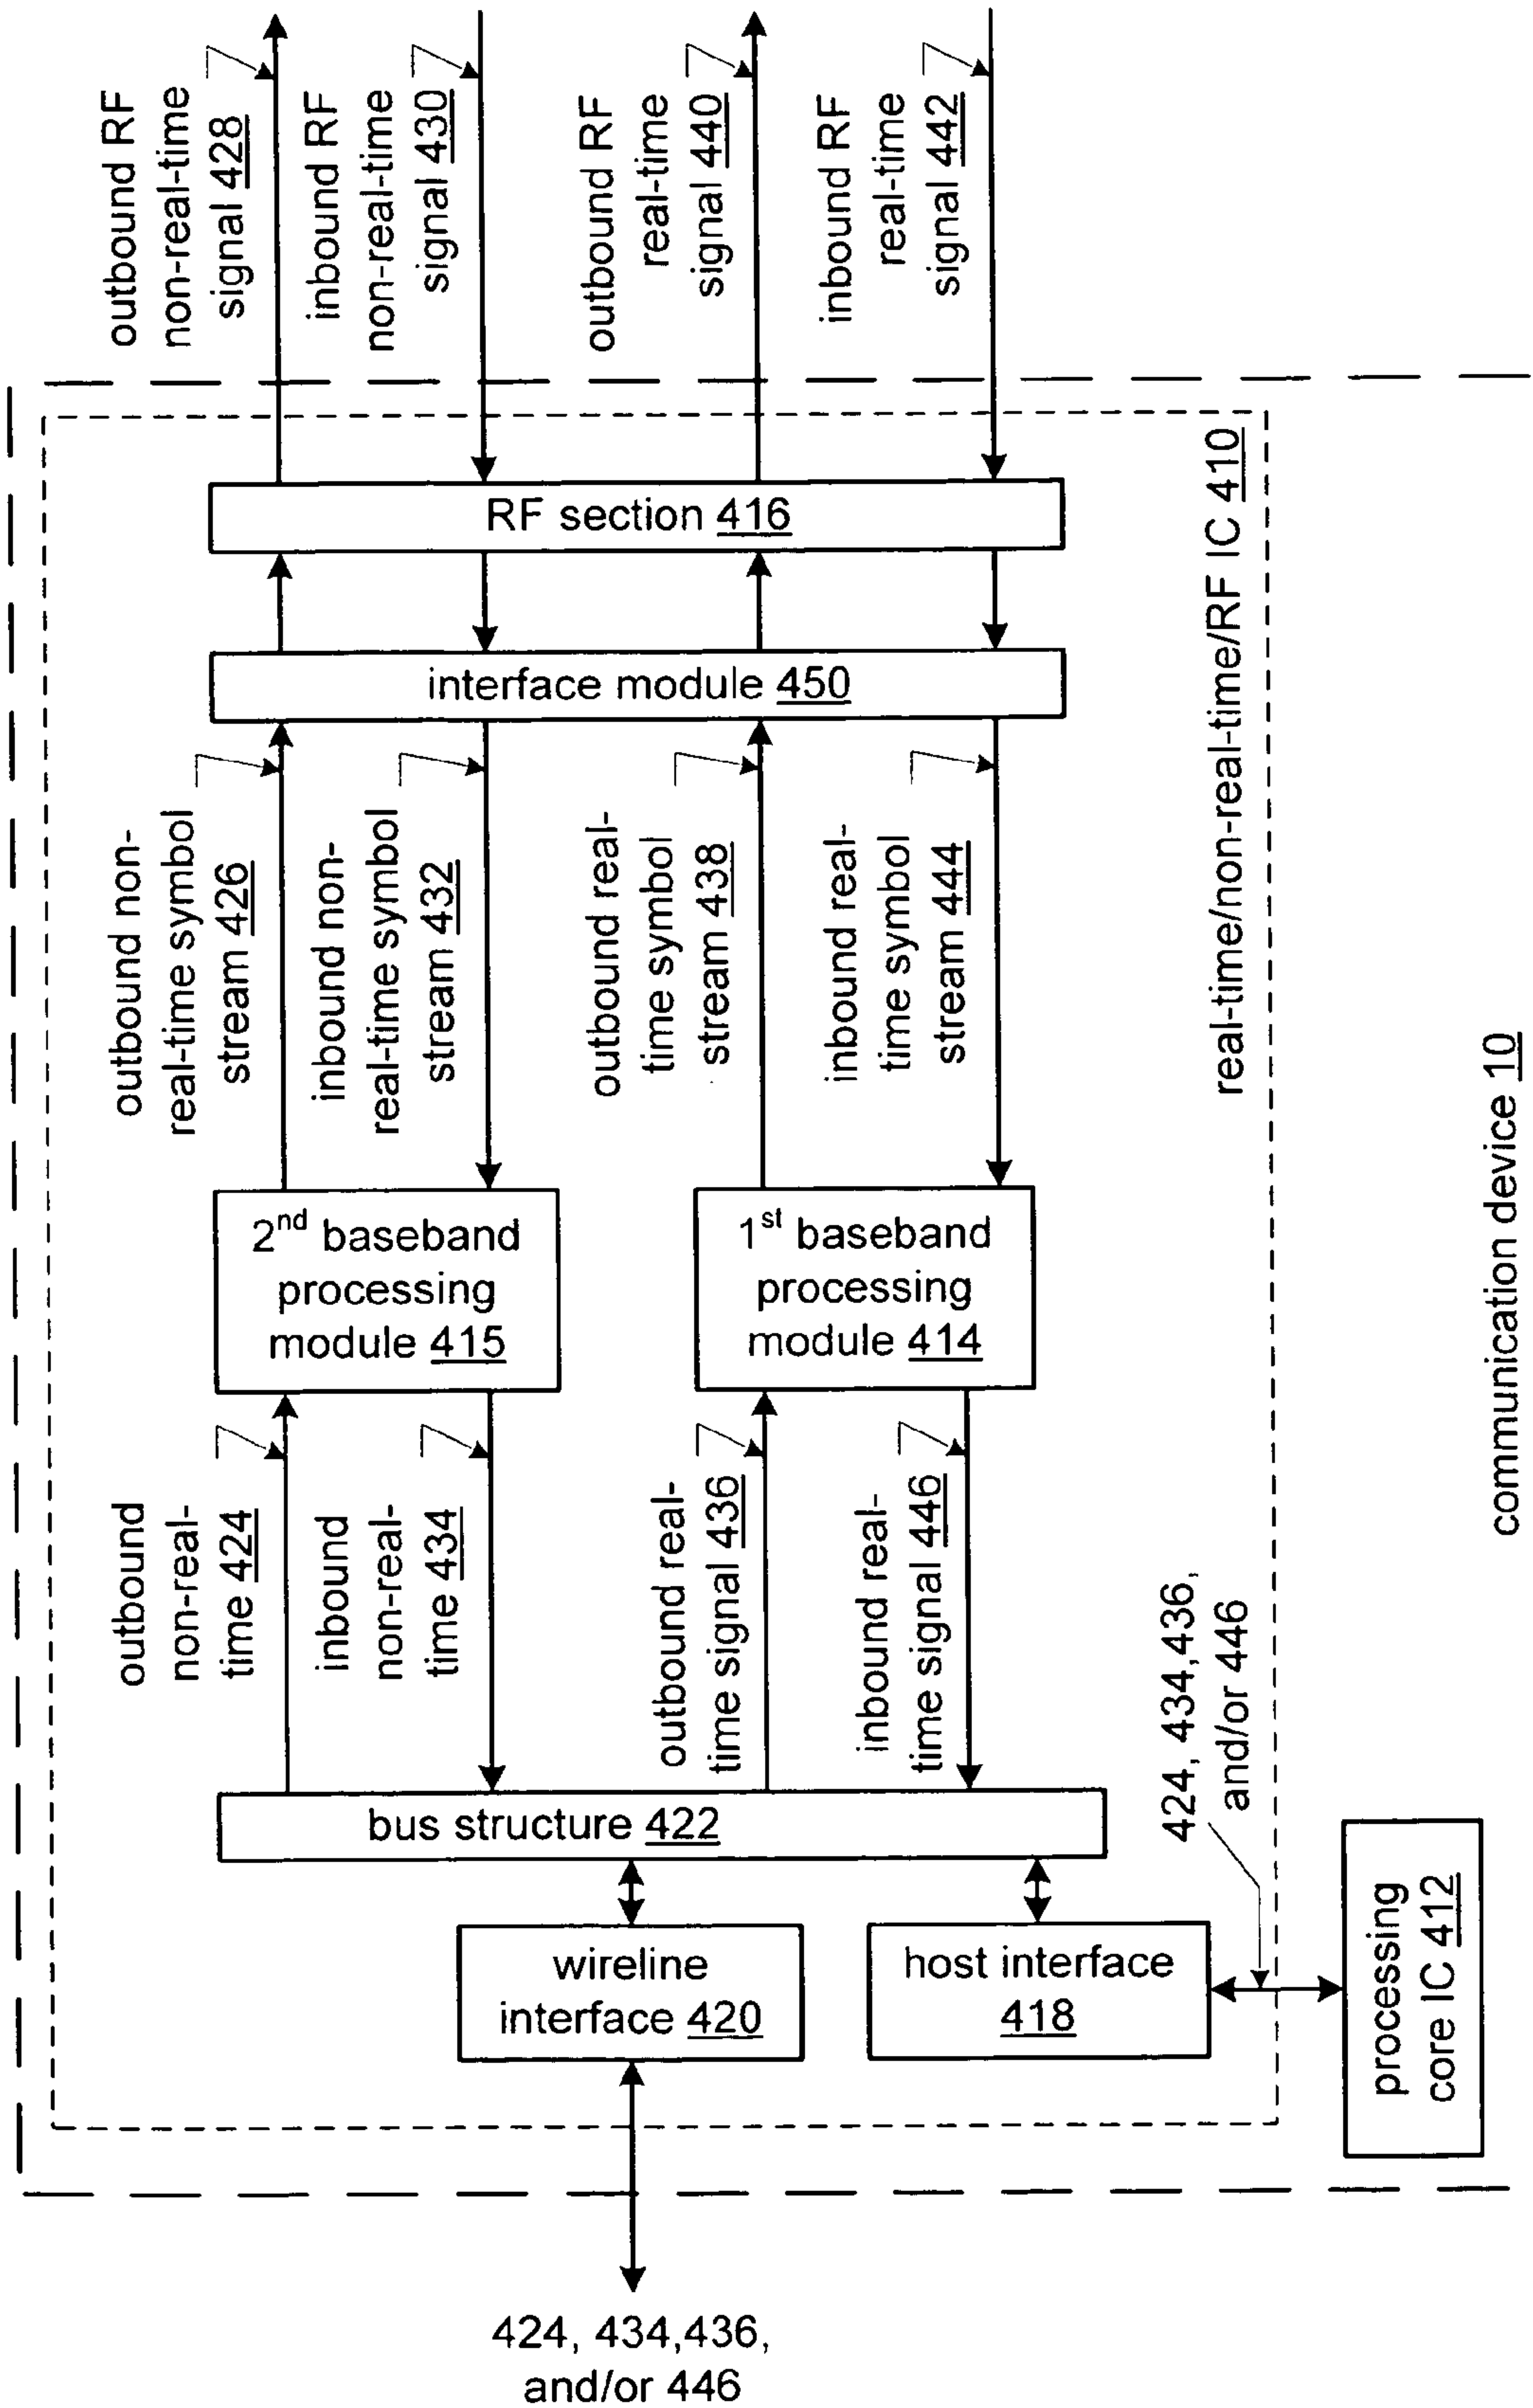 outbound RF
non-real-time
signal 428
inbound RF
non-real-time
signal 430
outbound RF
real-time
signal 440
inbound RF
real-time
signal 442
RF section 416
interface module 450
real-time/non-real-time/RF IC 410
outbound non-
real-time symbol
stream 426
inbound non-
real-time symbol
stream 432
outbound real-
time symbol
stream 438
inbound real-
time symbol
stream 444
2nd baseband
processing
module 415
1st baseband
processing
module 414
communication device 10
outbound
non-real-
time 424
inbound
non-real-
time 434
outbound real-
time signal 436
inbound real-
time signal 446
424, 434,436,
and/or 446
bus structure 422
wireline
interface 420
host interface
418
processing
core IC 412
424, 434,436,
and/or 446